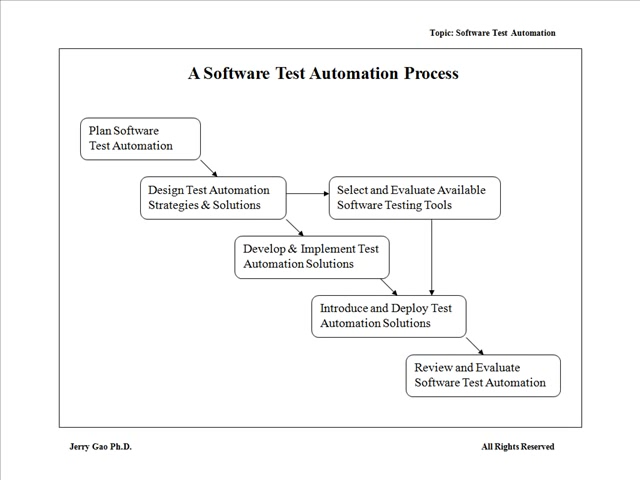 Topic: Software Test Automation
A Software Test Automation Process
Plan Software
Test Automation
Design Test Automation
Strategies & Solutions
Select and Evaluate Available
Software Testing Tools
Develop & Implement Test
Automation Solutions
Introduce and Deploy Test
Automation Solutions
Review and Evaluate
Software Test Automation
Jerry Gao Ph.D.
All Rights Reserved